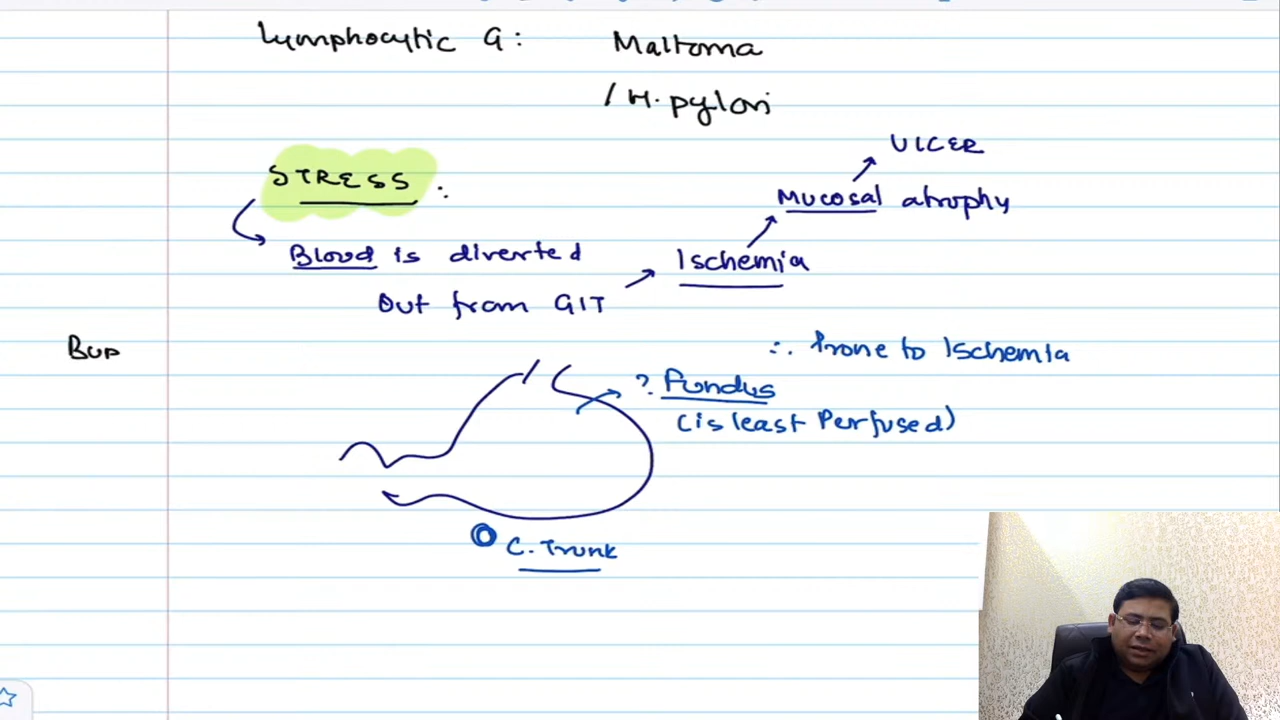 Lymphocytic G: Maltoma
/ H. pylori
ULCER
STRESS :
Mucosal atrophy
Blood is diverted
Ischemia
Out from GIT
Bup
∴ Prone to Ischemia
? Fundus
(is least Perfused)
C. Trunk